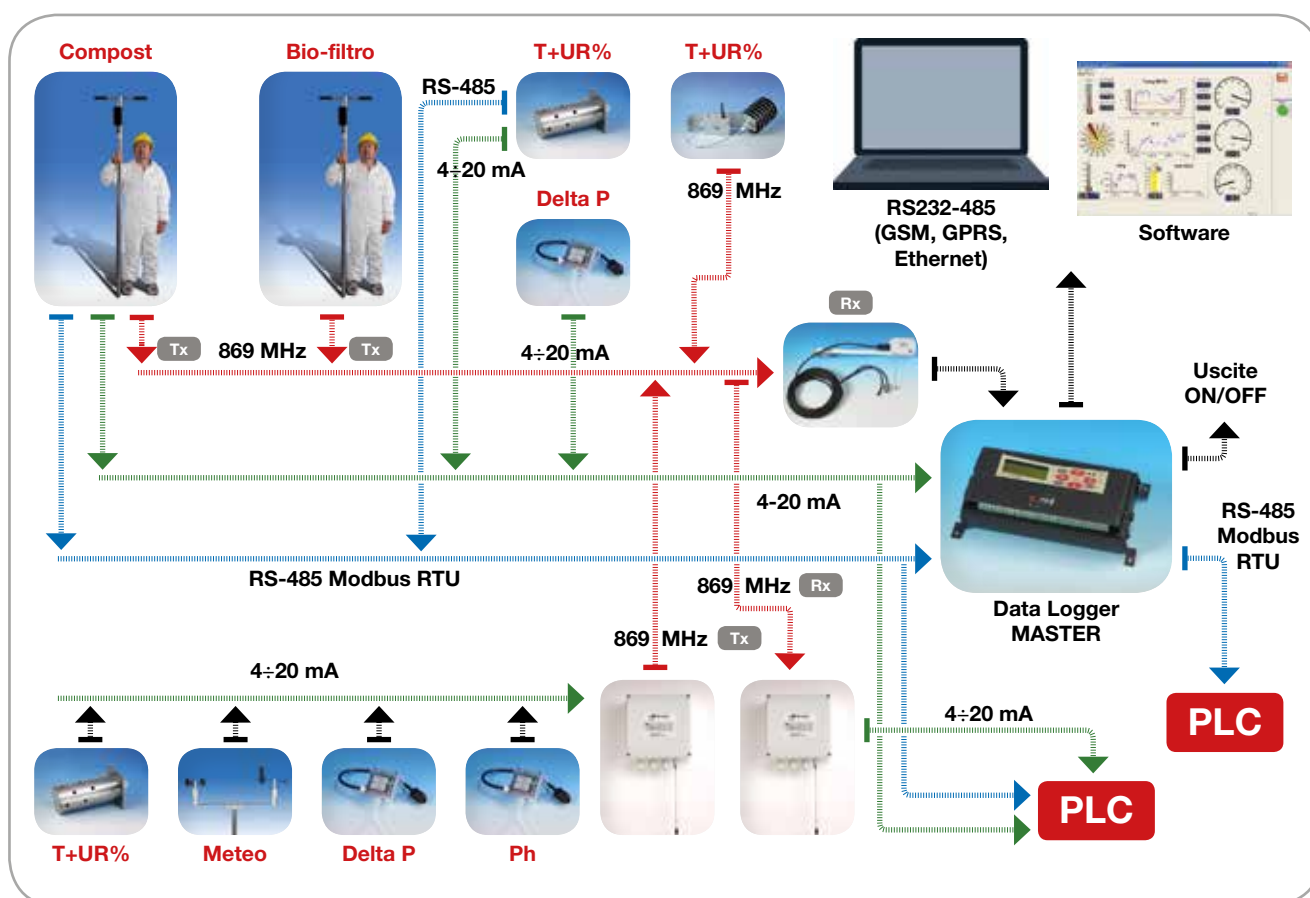 Compost
Bio-filtro
T+UR%
T+UR%
RS-485
4÷20 mA
869 MHz
Delta P
RS232-485
(GSM, GPRS,
Ethernet)
Software
Rx
Tx
869 MHz
Tx
4÷20 mA
Uscite
ON/OFF
4-20 mA
RS-485
Modbus
RTU
RS-485 Modbus RTU
869 MHz
Rx
Data Logger
MASTER
869 MHz
Tx
4÷20 mA
4÷20 mA
PLC
PLC
T+UR%
Meteo
Delta P
Ph